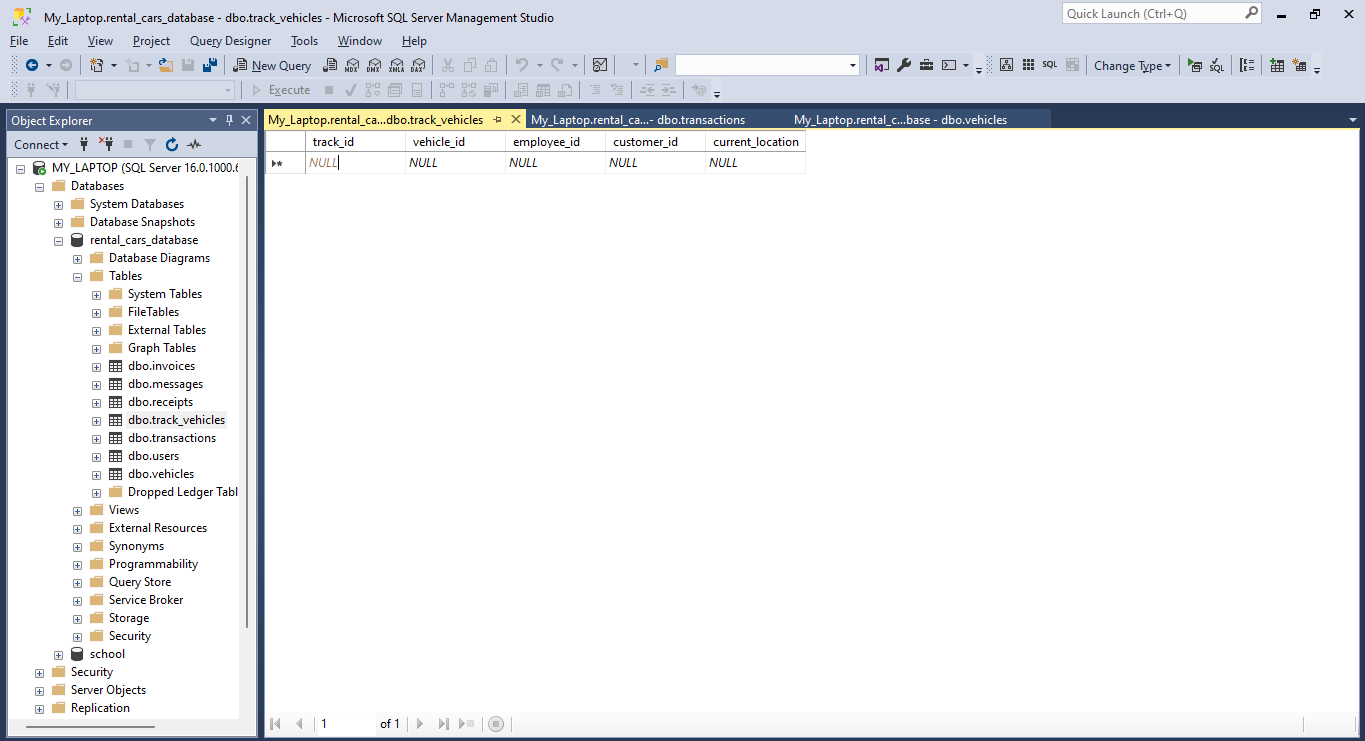 My_Laptop.rental_cars_database - dbo.track_vehicles - Microsoft SQL Server Management Studio
Quick Launch (Ctrl+Q)
File Edit View Project Query Designer Tools Window Help
New Query MDX DMX XMLA DAX SQL Change Type SQL
Execute
Object Explorer
My_Laptop.rental_ca...dbo.track_vehicles My_Laptop.rental_ca...- dbo.transactions My_Laptop.rental_c...base - dbo.vehicles
Connect
track_id vehicle_id employee_id customer_id current_location
NULL NULL NULL NULL NULL
MY_LAPTOP (SQL Server 16.0.1000.6
Databases
System Databases
Database Snapshots
rental_cars_database
Database Diagrams
Tables
System Tables
FileTables
External Tables
Graph Tables
dbo.invoices
dbo.messages
dbo.receipts
dbo.track_vehicles
dbo.transactions
dbo.users
dbo.vehicles
Dropped Ledger Tabl
Views
External Resources
Synonyms
Programmability
Query Store
Service Broker
Storage
Security
school
Security
Server Objects
Replication
1 of 1